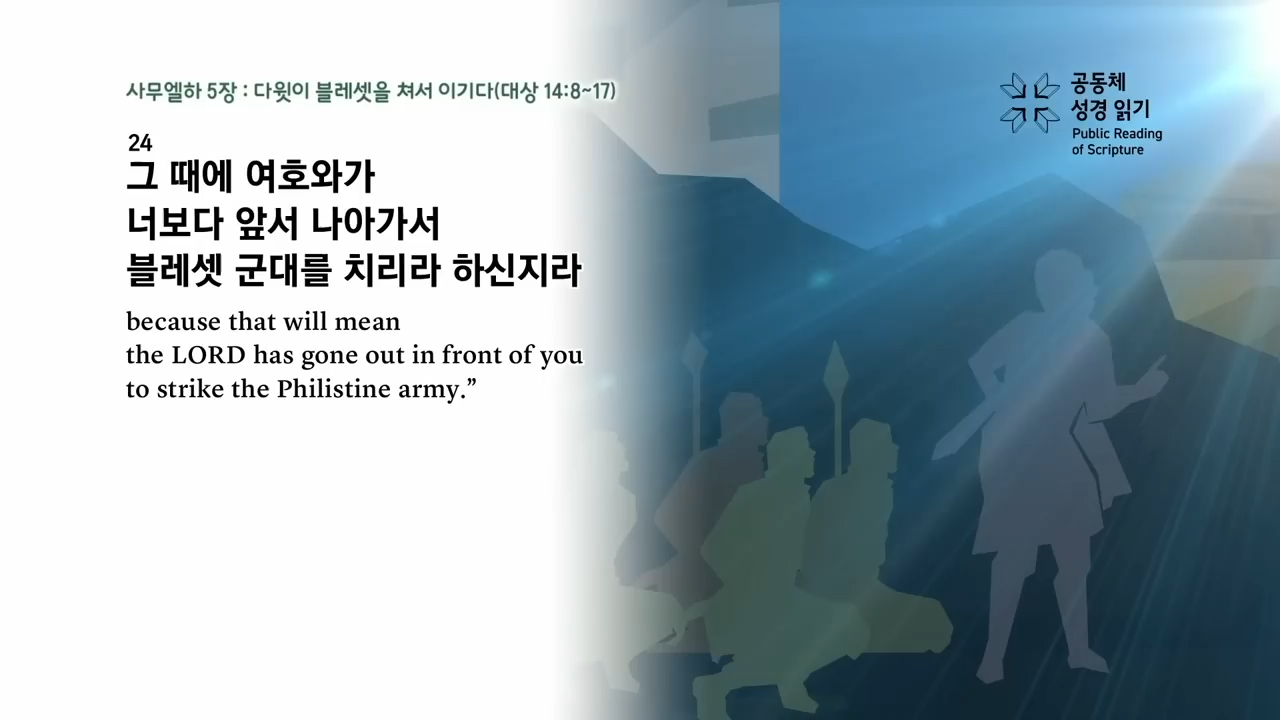 사무엘하 5장 : 다윗이 블레셋을 쳐서 이기다(대상 14:8~17)
24
그 때에 여호와가
너보다 앞서 나아가서
블레셋 군대를 치리라 하신지라
because that will mean
the LORD has gone out in front of you
to strike the Philistine army.”
공동체
성경 읽기
Public Reading
of Scripture